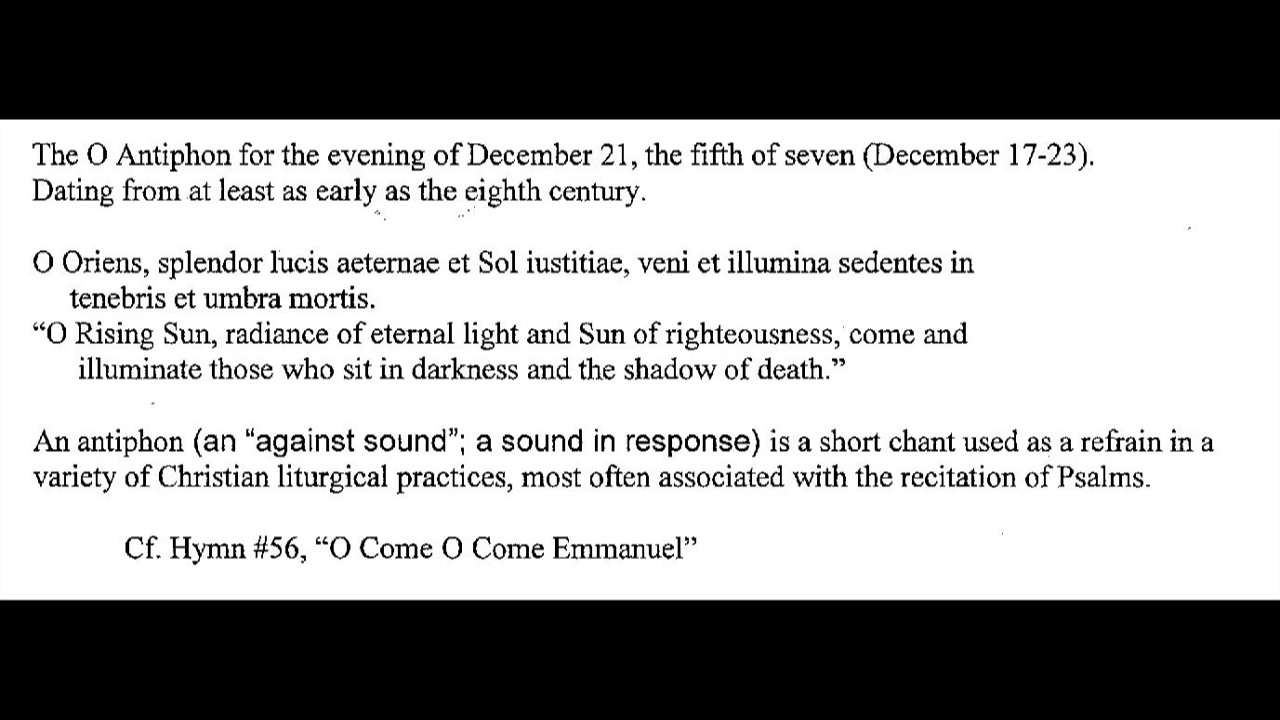 The O Antiphon for the evening of December 21, the fifth of seven (December 17-23).
Dating from at least as early as the eighth century.
O Oriens, splendor lucis aeternae et Sol iustitiae, veni et illumina sedentes in
tenebris et umbra mortis.
“O Rising Sun, radiance of eternal light and Sun of righteousness, come and
illuminate those who sit in darkness and the shadow of death.”
An antiphon (an “against sound”; a sound in response) is a short chant used as a refrain in a
variety of Christian liturgical practices, most often associated with the recitation of Psalms.
Cf. Hymn #56, “O Come O Come Emmanuel”